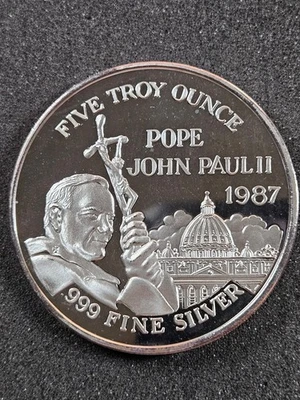 FIVE TROY OUNCE
POPE
JOHN PAUL II
1987
.999 FINE SILVER